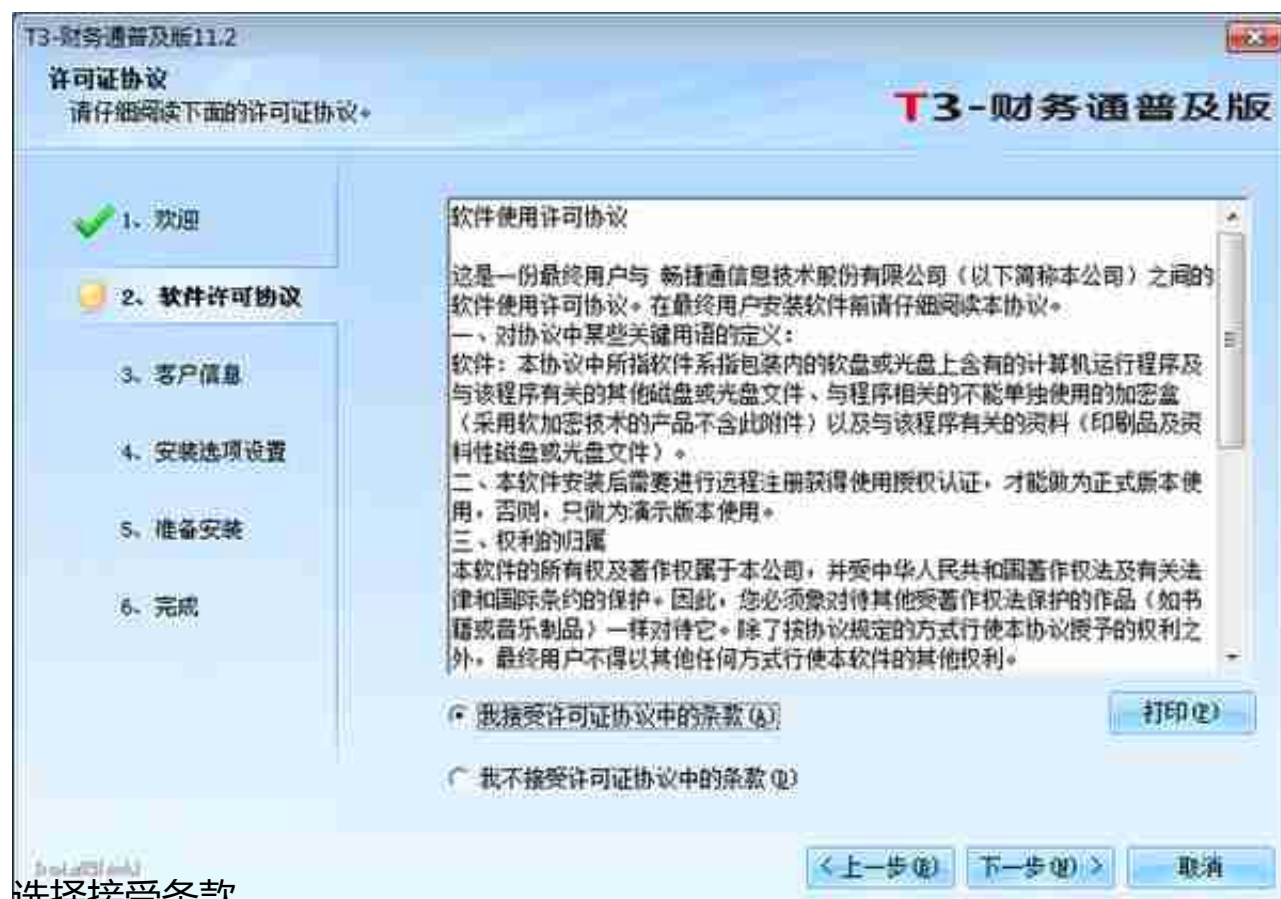 T3-财务通普及版11.2
许可证协议
请仔细阅读下面的许可证协议。
T3-财务通普及版
1、欢迎
2、软件许可协议
3、客户信息
4、安装选项设置
5、准备安装
6、完成
软件使用许可协议
这是一份最终用户与 畅捷通信息技术股份有限公司（以下简称本公司）之间的
软件使用许可协议。在最终用户安装软件前请仔细阅读本协议。
一、对协议中某些关键用语的定义：
软件：本协议中所指软件系指包装内的软盘或光盘上含有的计算机运行程序及
与该程序有关的其他磁盘或光盘文件、与程序相关的不能单独使用的加密盒
（采用软加密技术的产品不含此附件）以及与该程序有关的资料（印刷品及资
料性磁盘或光盘文件）。
二、本软件安装后需要进行远程注册获得使用授权认证，才能做为正式版本使
用，否则，只做为演示版本使用。
三、权利的归属
本软件的所有权及著作权属于本公司，并受中华人民共和国著作权法及有关法
律和国际条约的保护。因此，您必须象对待其他受著作权法保护的作品（如书
籍或音乐制品）一样对待它。除了按协议规定的方式行使本协议授予的权利之
外，最终用户不得以其他任何方式行使本软件的其他权利。
我接受许可证协议中的条款(A)
打印(P)
我不接受许可证协议中的条款(D)
InstallShield
<上一步(B)
下一步(N)>
取消
选择接受条款